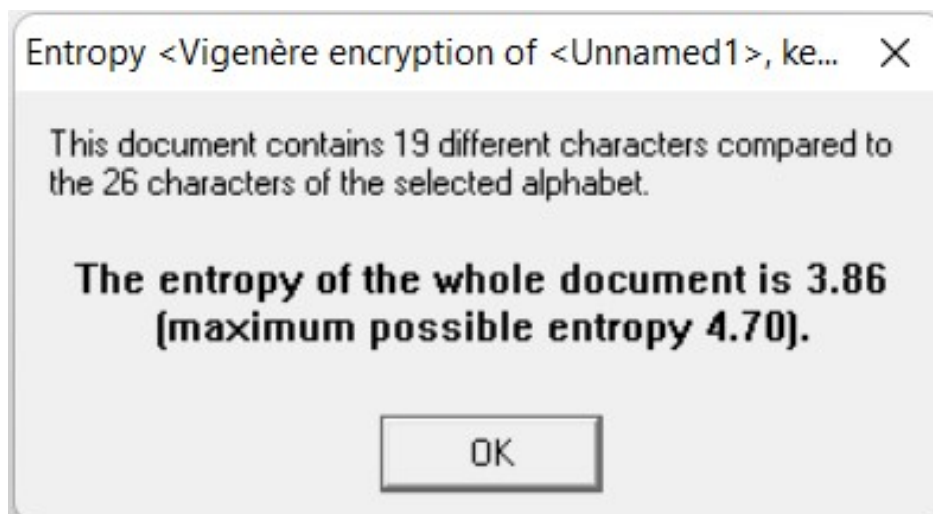 Entropy <Vigenère encryption of <Unnamed1>, ke...
This document contains 19 different characters compared to
the 26 characters of the selected alphabet.
The entropy of the whole document is 3.86
(maximum possible entropy 4.70).
OK